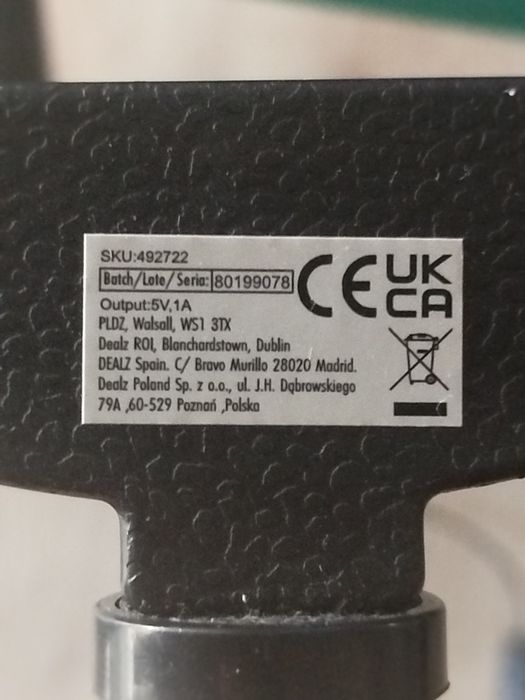 SKU:492722
Batch/Lote/Seria: 80199078
Output:5V,1A
PLDZ, Walsall, WS1 3TX
Dealz ROI, Blanchardstown, Dublin
DEALZ Spain. C/ Bravo Murillo 28020 Madrid.
Dealz Poland Sp. z o.o., ul. J.H. Dąbrowskiego
79A ,60-529 Poznań ,Polska
CE
UK
CA